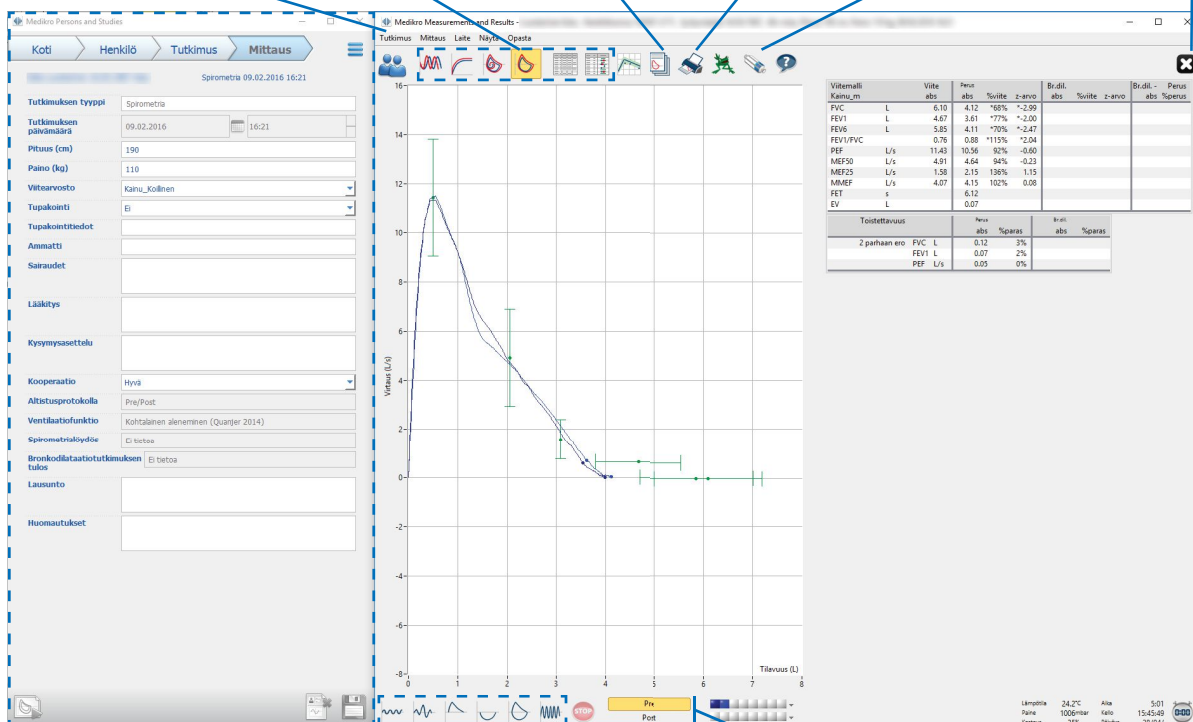 Medikro Persons and Studies
Koti Henkilö Tutkimus Mittaus
Sprometria 09.02.2016 16:21
Tutkimuksen tyyppi Spirometria
Tutkimuksen päivämäärä 09.02.2016 16:21
Pituus (cm) 190
Paino (kg) 110
Viitearvosto Kainu_Koilinen
Tupakointi Ei
Tupakointitiedot
Ammatti
Sairaudet
Lääkitys
Kysymysasettelu
Kooperaatio Hyvä
Altistusprotokolla Pre/Post
Ventilaatiofunktio Kohtalainen aleneminen (Quanjer 2014)
Spirometrialöydös Ei tietoa
Bronkodilataatiotutkimuksen tulos Ei tietoa
Lausunto
Huomautukset
Medikro Measurements and Results -
Tutkimus Mittaus Laite Näytä Opasta
16
14
12
10
8
6
4
2
0
-2
-4
-6
-8
Virtaus (L/s)
Tilavuus (L)
0 1 2 3 4 5 6 7 8
Viitemalli Viite Perus Br.dil. Br.dil. - Perus
Kainu_m abs abs %viite z-arvo abs %viite z-arvo abs %perus
FVC L 6.10 4.12 *68% *-2.99
FEV1 L 4.67 3.61 *77% *-2.00
FEV6 L 5.85 4.11 *70% *-2.47
FEV1/FVC 0.76 0.88 *115% *2.04
PEF L/s 11.43 10.56 92% -0.60
MEF50 L/s 4.91 4.64 94% -0.23
MEF25 L/s 1.58 2.15 136% 1.15
MMEF L/s 4.07 4.15 102% 0.08
FET s 6.12
EV L 0.07
Toistettavuus Perus Br.dil.
abs %paras abs %paras
2 parhaan ero FVC L 0.12 3%
FEV1 L 0.07 2%
PEF L/s 0.05 0%
STOP
Pre
Post
Lämpötila 24.2°C Aika 5:01
Paine 1006mbar Kello 15:45:49
0:00